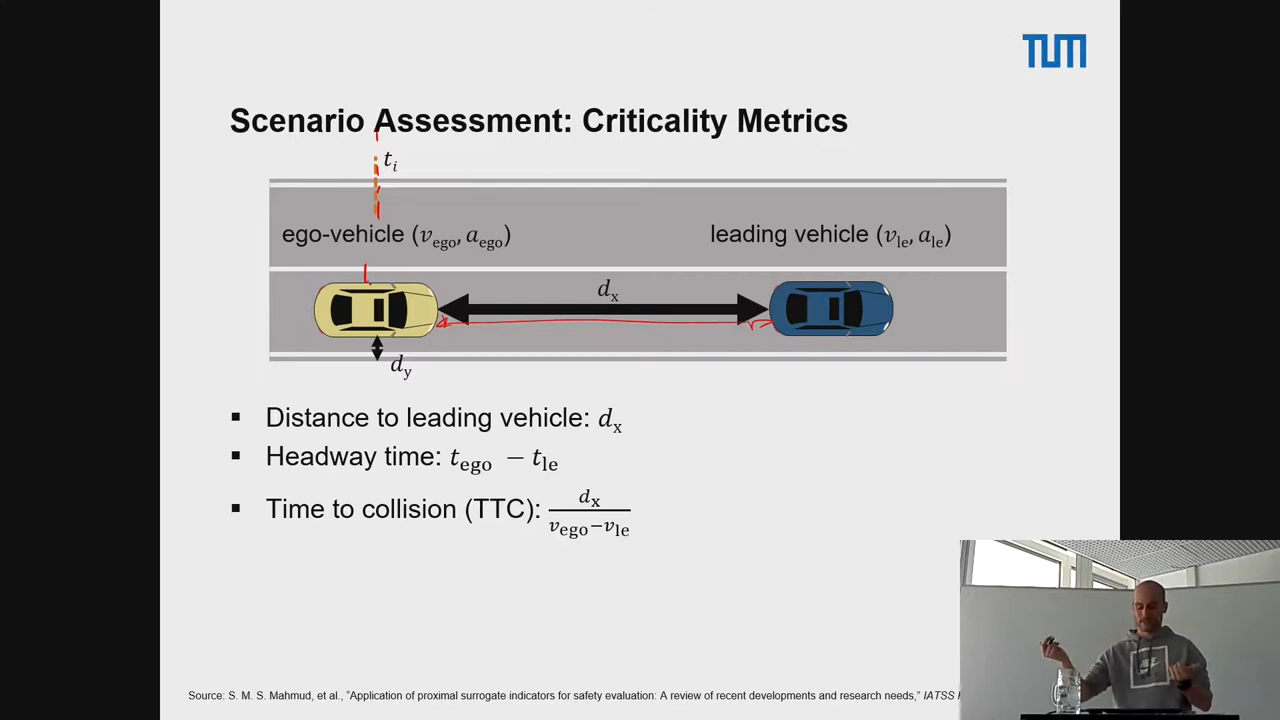 TUM
Scenario Assessment: Criticality Metrics
t_i
ego-vehicle (v_ego, a_ego)
leading vehicle (v_le, a_le)
d_x
d_y
▪ Distance to leading vehicle: d_x
▪ Headway time: t_ego − t_le
▪ Time to collision (TTC): d_x / (v_ego−v_le)
Source: S. M. S. Mahmud, et al., “Application of proximal surrogate indicators for safety evaluation: A review of recent developments and research needs,” IATSS